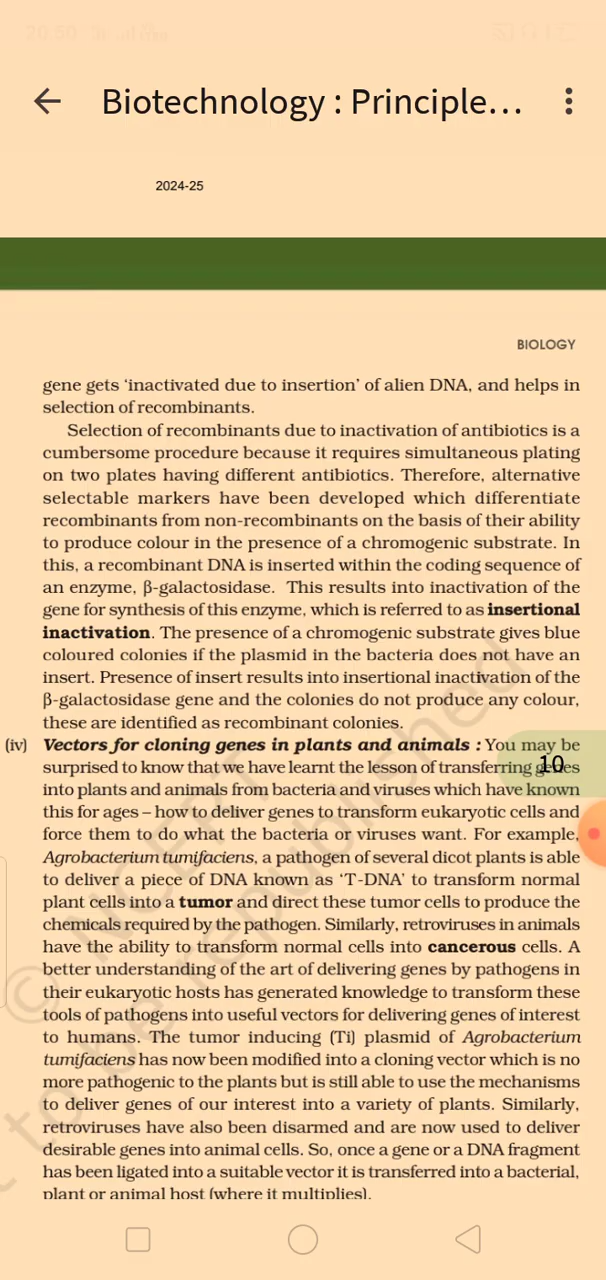 20:50
Biotechnology : Principle...
2024-25
BIOLOGY
gene gets ‘inactivated due to insertion’ of alien DNA, and helps in
selection of recombinants.
Selection of recombinants due to inactivation of antibiotics is a
cumbersome procedure because it requires simultaneous plating
on two plates having different antibiotics. Therefore, alternative
selectable markers have been developed which differentiate
recombinants from non-recombinants on the basis of their ability
to produce colour in the presence of a chromogenic substrate. In
this, a recombinant DNA is inserted within the coding sequence of
an enzyme, β-galactosidase. This results into inactivation of the
gene for synthesis of this enzyme, which is referred to as insertional
inactivation. The presence of a chromogenic substrate gives blue
coloured colonies if the plasmid in the bacteria does not have an
insert. Presence of insert results into insertional inactivation of the
β-galactosidase gene and the colonies do not produce any colour,
these are identified as recombinant colonies.
(iv) Vectors for cloning genes in plants and animals : You may be
surprised to know that we have learnt the lesson of transferring genes
10
into plants and animals from bacteria and viruses which have known
this for ages – how to deliver genes to transform eukaryotic cells and
force them to do what the bacteria or viruses want. For example,
Agrobacterium tumifaciens, a pathogen of several dicot plants is able
to deliver a piece of DNA known as ‘T-DNA’ to transform normal
plant cells into a tumor and direct these tumor cells to produce the
chemicals required by the pathogen. Similarly, retroviruses in animals
have the ability to transform normal cells into cancerous cells. A
better understanding of the art of delivering genes by pathogens in
their eukaryotic hosts has generated knowledge to transform these
tools of pathogens into useful vectors for delivering genes of interest
to humans. The tumor inducing (Ti) plasmid of Agrobacterium
tumifaciens has now been modified into a cloning vector which is no
more pathogenic to the plants but is still able to use the mechanisms
to deliver genes of our interest into a variety of plants. Similarly,
retroviruses have also been disarmed and are now used to deliver
desirable genes into animal cells. So, once a gene or a DNA fragment
has been ligated into a suitable vector it is transferred into a bacterial,
plant or animal host (where it multiplies).
© NCERT
to be republished